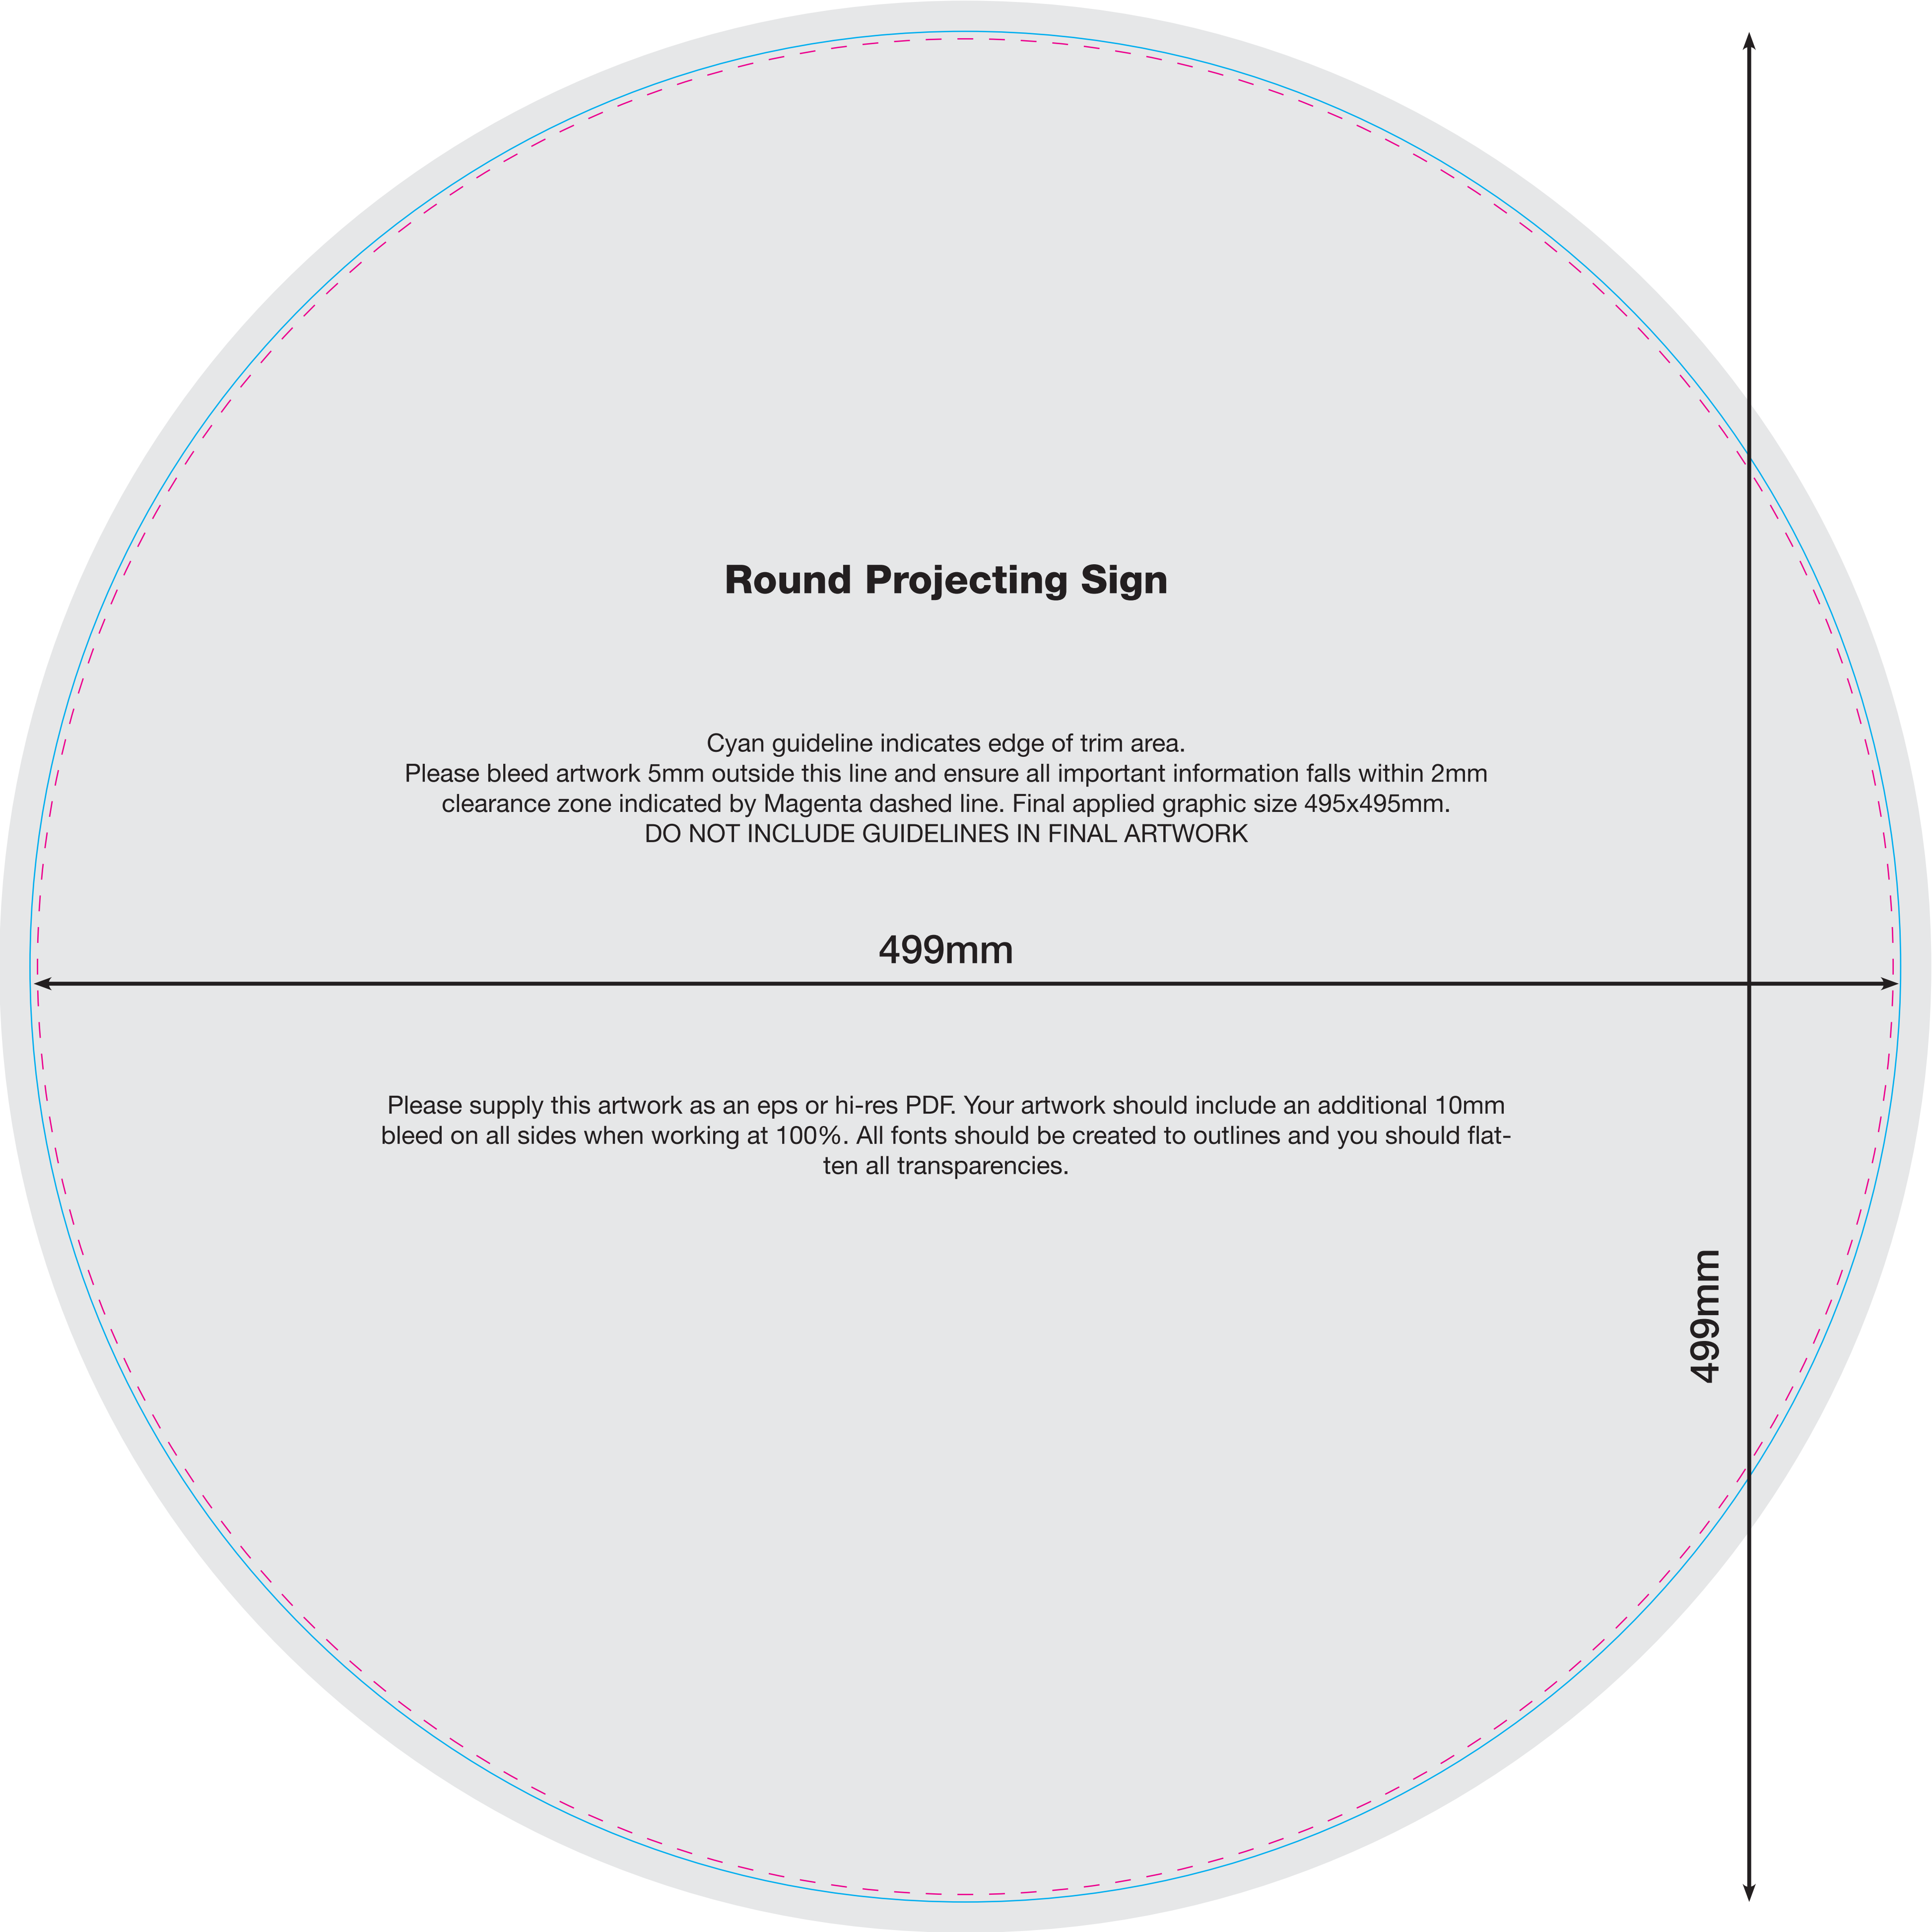 Round Projecting Sign
Cyan guideline indicates edge of trim area.
Please bleed artwork 5mm outside this line and ensure all important information falls within 2mm
clearance zone indicated by Magenta dashed line. Final applied graphic size 495x495mm.
DO NOT INCLUDE GUIDELINES IN FINAL ARTWORK
499mm
Please supply this artwork as an eps or hi-res PDF. Your artwork should include an additional 10mm
bleed on all sides when working at 100%. All fonts should be created to outlines and you should flat-
ten all transparencies.
499mm